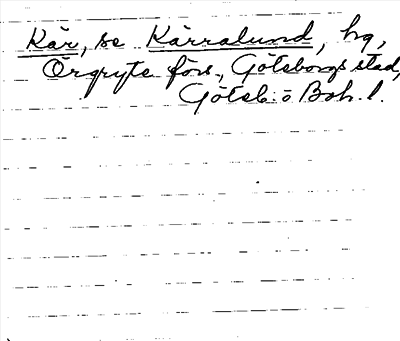 Kär, se Kärralund, hg,
Örgryte förs., Göteborgs stad,
Göteb. o Boh. l.